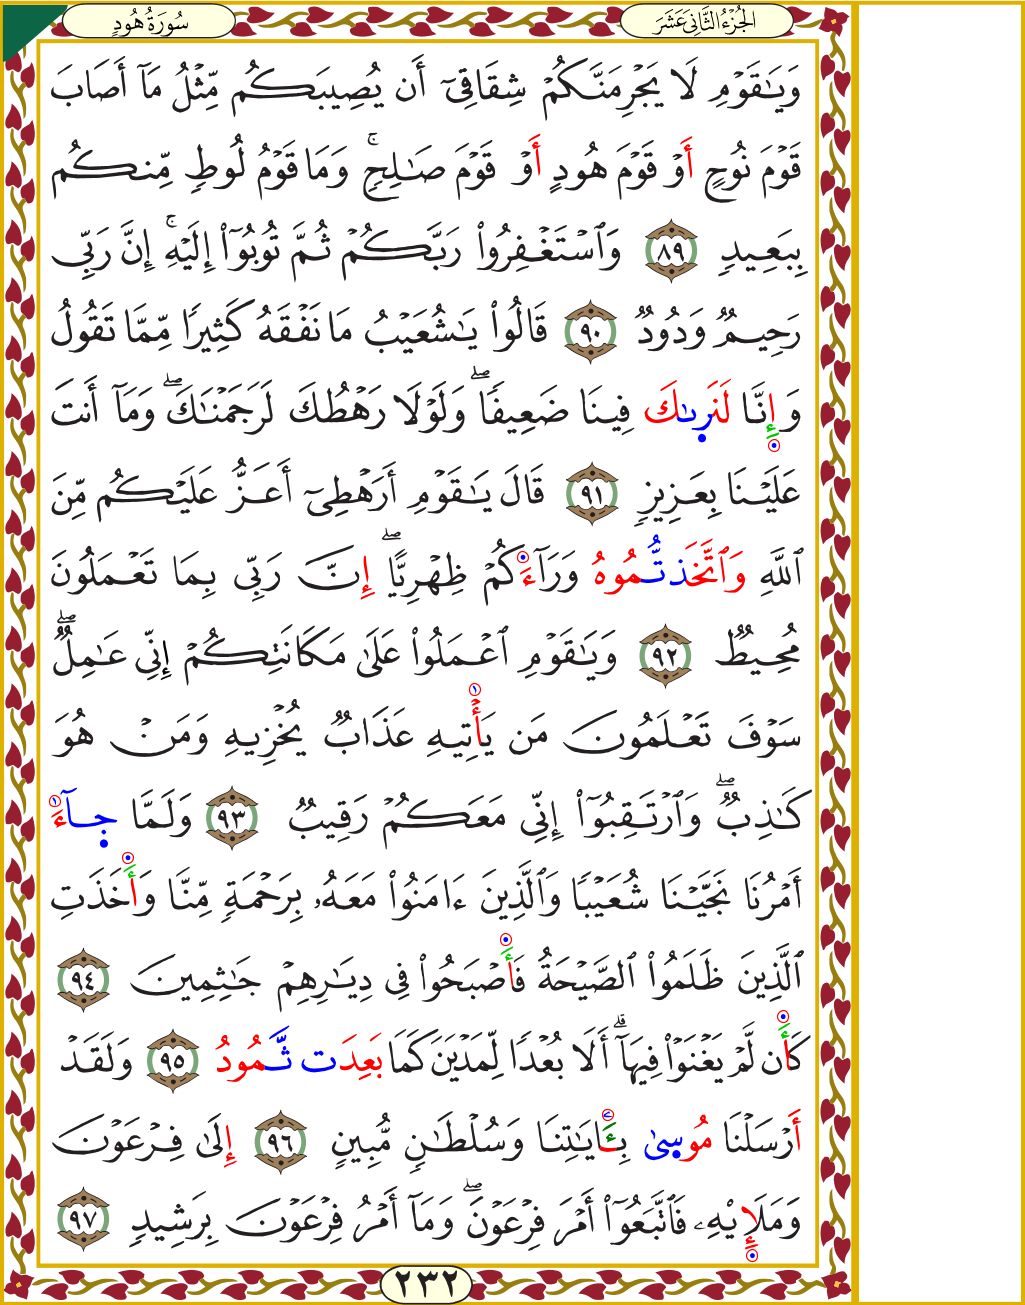 الجُزْءُ الثَّانِيَ عَشَرَ
سُورَةُ هُودٍ
وَيَٰقَوْمِ لَا يَجْرِمَنَّكُمْ شِقَاقِىٓ أَن يُصِيبَكُم مِّثْلُ مَآ أَصَابَ
قَوْمَ نُوحٍ أَوْ قَوْمَ هُودٍ أَوْ قَوْمَ صَٰلِحٍۚ وَمَا قَوْمُ لُوطٍ مِّنكُم
بِبَعِيدٍ ٨٩ وَٱسْتَغْفِرُوا۟ رَبَّكُمْ ثُمَّ تُوبُوٓا۟ إِلَيْهِۚ إِنَّ رَبِّى
رَحِيمٌ وَدُودٌ ٩٠ قَالُوا۟ يَٰشُعَيْبُ مَا نَفْقَهُ كَثِيرًا مِّمَّا تَقُولُ
وَإِنَّا لَنَرىٰكَ فِينَا ضَعِيفًاۖ وَلَوْلَا رَهْطُكَ لَرَجَمْنَٰكَۖ وَمَآ أَنتَ
عَلَيْنَا بِعَزِيزٍ ٩١ قَالَ يَٰقَوْمِ أَرَهْطِىٓ أَعَزُّ عَلَيْكُم مِّنَ
ٱللَّهِ وَٱتَّخَذتُّمُوهُ وَرَآءَكُمْ ظِهْرِيًّاۖ إِنَّ رَبِّى بِمَا تَعْمَلُونَ
مُحِيطٌ ٩٢ وَيَٰقَوْمِ ٱعْمَلُوا۟ عَلَىٰ مَكَانَتِكُمْ إِنِّى عَٰمِلٌۖ
سَوْفَ تَعْلَمُونَ مَن يَأْتِيهِ عَذَابٌ يُخْزِيهِ وَمَنْ هُوَ
كَٰذِبٌۖ وَٱرْتَقِبُوٓا۟ إِنِّى مَعَكُمْ رَقِيبٌ ٩٣ وَلَمَّا جَآءَ
أَمْرُنَا نَجَّيْنَا شُعَيْبًا وَٱلَّذِينَ ءَامَنُوا۟ مَعَهُۥ بِرَحْمَةٍ مِّنَّا وَأَخَذَتِ
ٱلَّذِينَ ظَلَمُوا۟ ٱلصَّيْحَةُ فَأَصْبَحُوا۟ فِى دِيَٰرِهِمْ جَٰثِمِينَ ٩٤
كَأَن لَّمْ يَغْنَوْا۟ فِيهَآۗ أَلَا بُعْدًا لِّمَدْيَنَ كَمَا بَعِدَت ثَّمُودُ ٩٥ وَلَقَدْ
أَرْسَلْنَا مُوسىٰ بِـَٔايَٰتِنَا وَسُلْطَٰنٍ مُّبِينٍ ٩٦ إِلَىٰ فِرْعَوْنَ
وَمَلَإِيْهِۦ فَٱتَّبَعُوٓا۟ أَمْرَ فِرْعَوْنَۖ وَمَآ أَمْرُ فِرْعَوْنَ بِرَشِيدٍ ٩٧
٢٣٢